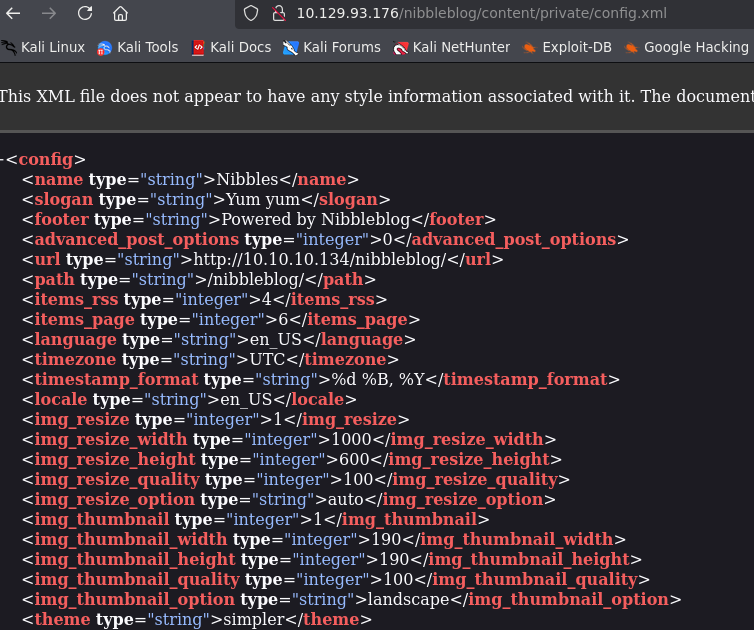 10.129.93.176/nibbleblog/content/private/config.xml
Kali Linux Kali Tools Kali Docs Kali Forums Kali NetHunter Exploit-DB Google Hacking
This XML file does not appear to have any style information associated with it. The document
-<config>
<name type="string">Nibbles</name>
<slogan type="string">Yum yum</slogan>
<footer type="string">Powered by Nibbleblog</footer>
<advanced_post_options type="integer">0</advanced_post_options>
<url type="string">http://10.10.10.134/nibbleblog/</url>
<path type="string">/nibbleblog/</path>
<items_rss type="integer">4</items_rss>
<items_page type="integer">6</items_page>
<language type="string">en_US</language>
<timezone type="string">UTC</timezone>
<timestamp_format type="string">%d %B, %Y</timestamp_format>
<locale type="string">en_US</locale>
<img_resize type="integer">1</img_resize>
<img_resize_width type="integer">1000</img_resize_width>
<img_resize_height type="integer">600</img_resize_height>
<img_resize_quality type="integer">100</img_resize_quality>
<img_resize_option type="string">auto</img_resize_option>
<img_thumbnail type="integer">1</img_thumbnail>
<img_thumbnail_width type="integer">190</img_thumbnail_width>
<img_thumbnail_height type="integer">190</img_thumbnail_height>
<img_thumbnail_quality type="integer">100</img_thumbnail_quality>
<img_thumbnail_option type="string">landscape</img_thumbnail_option>
<theme type="string">simpler</theme>